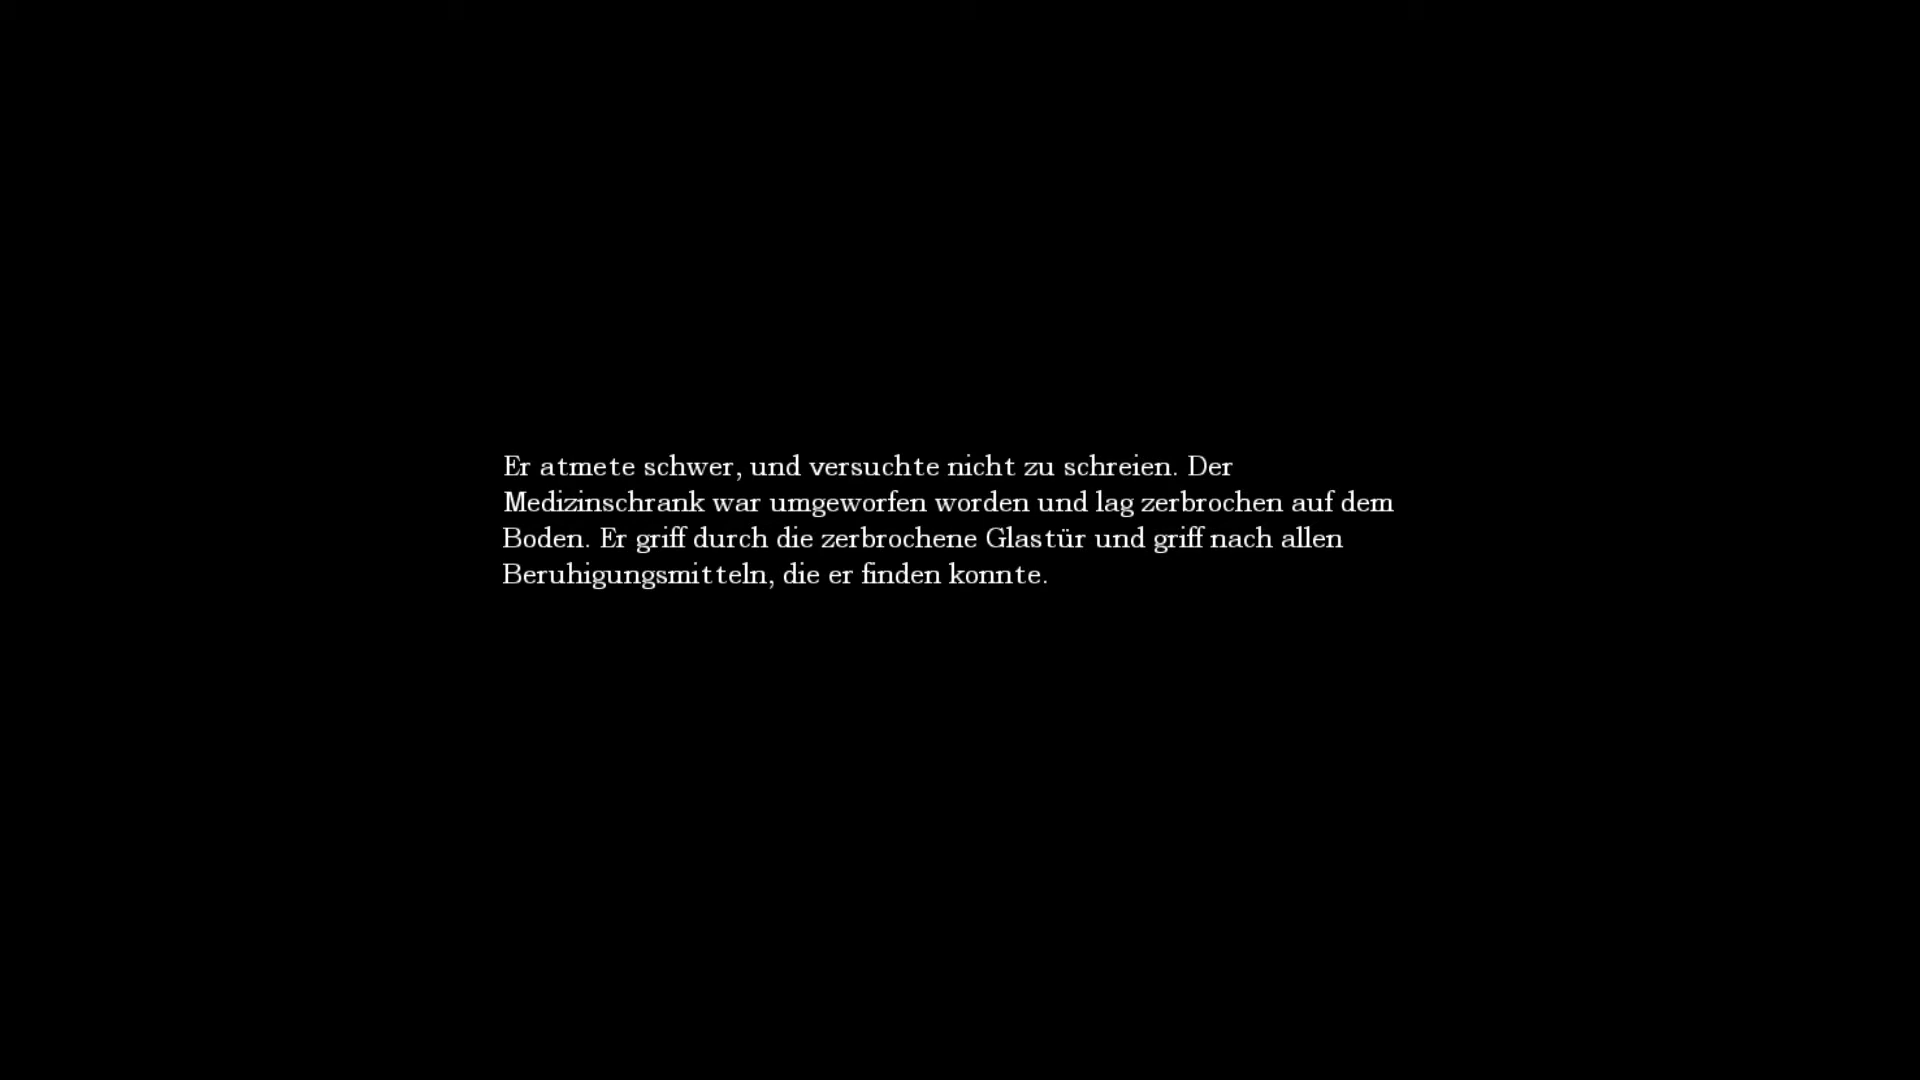 Er atmete schwer, und versuchte nicht zu schreien. Der
Medizinschrank war umgeworfen worden und lag zerbrochen auf dem
Boden. Er griff durch die zerbrochene Glastür und griff nach allen
Beruhigungsmitteln, die er finden konnte.